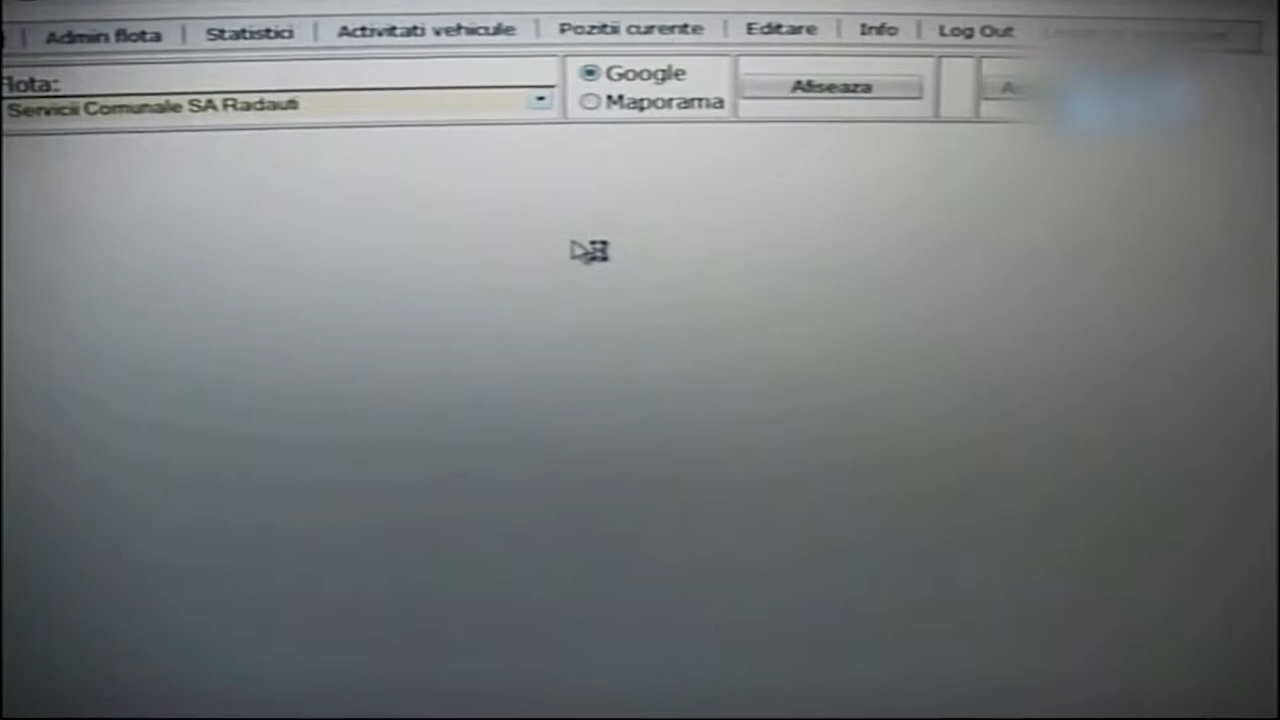 Admin flota | Statistici | Activitati vehicule | Pozitii curente | Editare | Info | Log Out
flota:
Servicii Comunale SA Radauti
Google
Maporama
Afiseaza